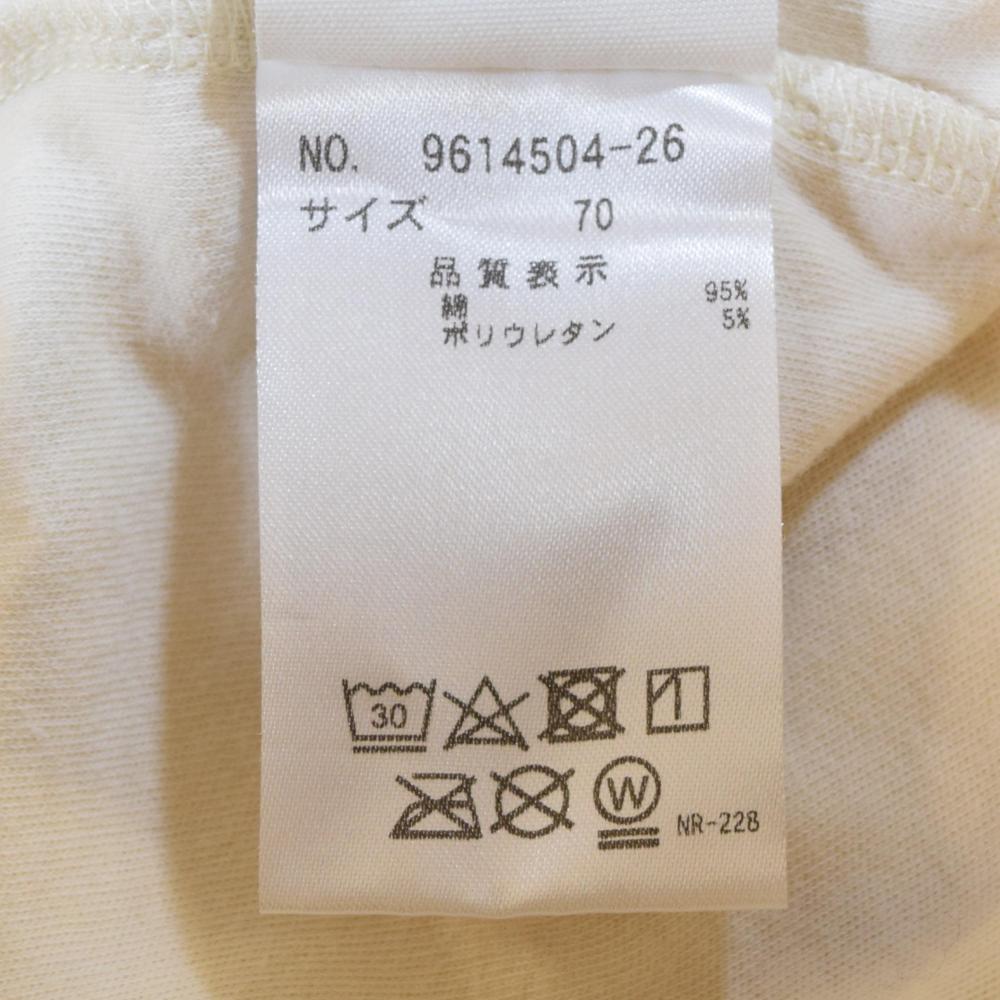 NO. 9614504-26
サイズ 70
品質表示
綿 95%
ポリウレタン 5%
30
W
NR-228